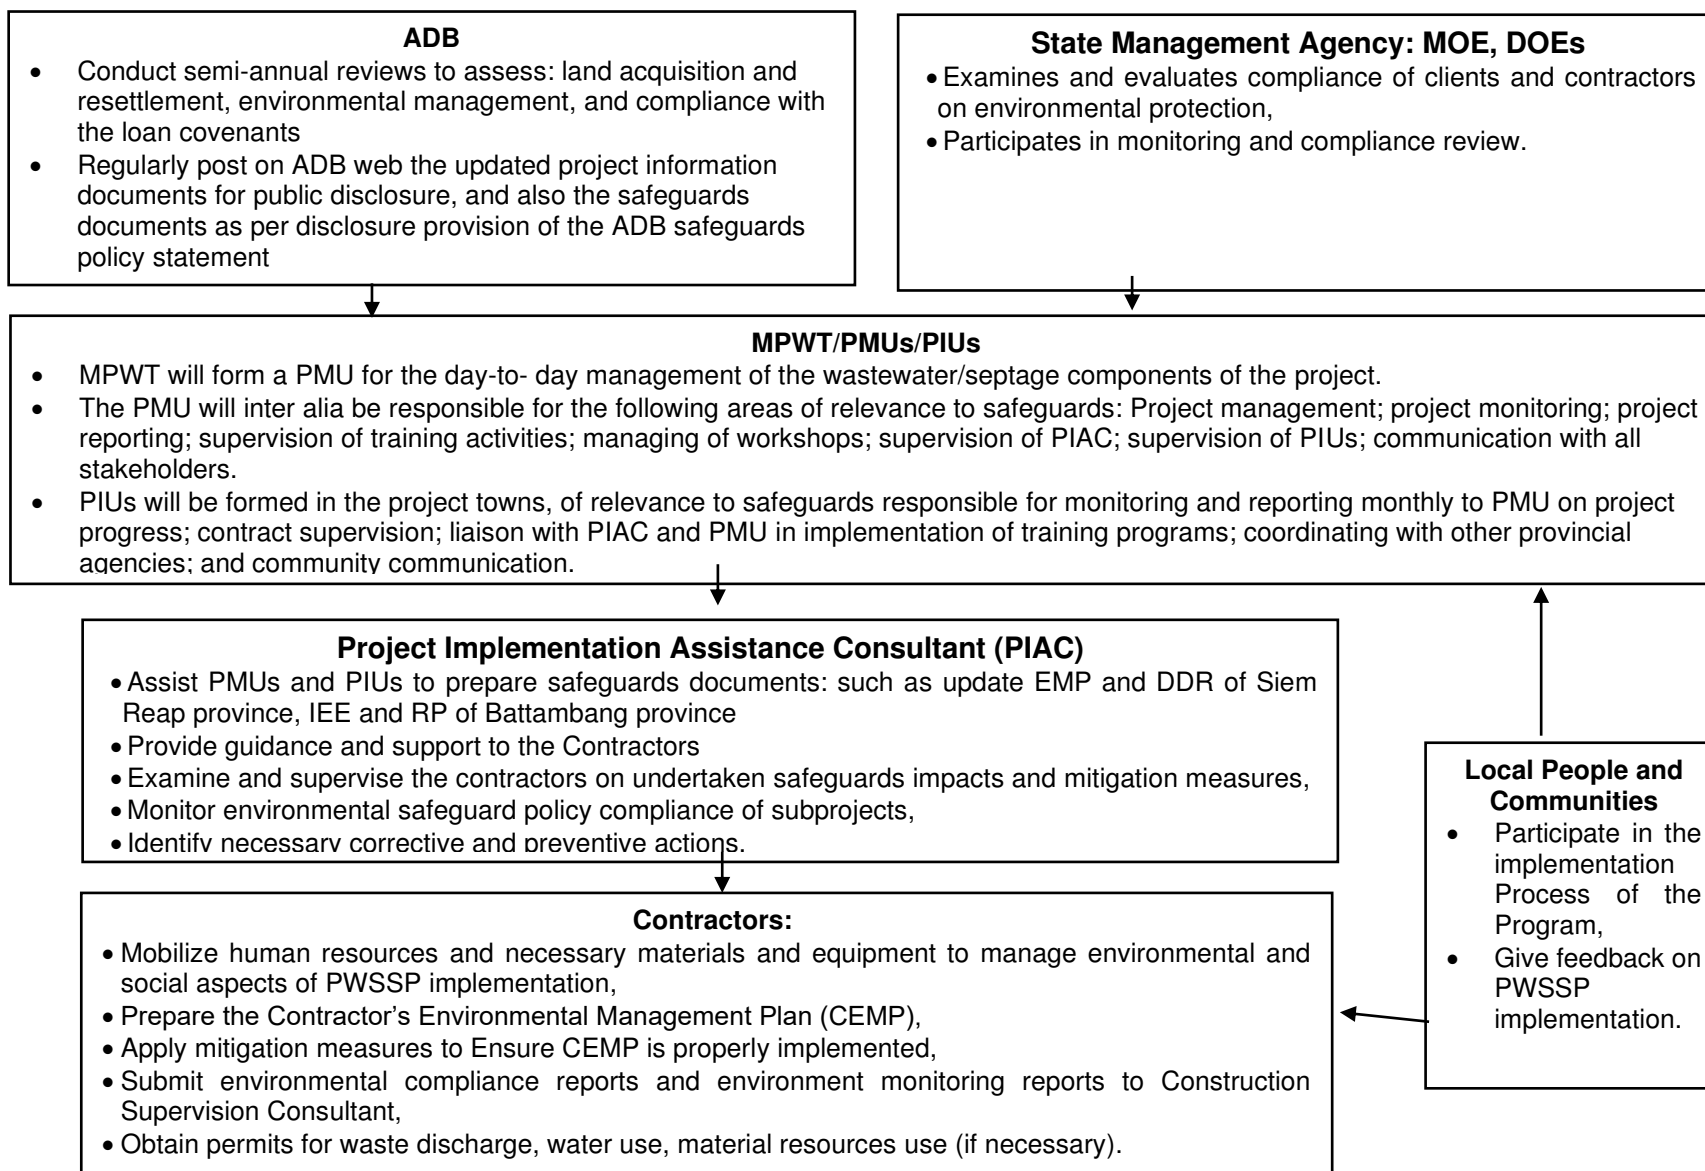 ADB
• Conduct semi-annual reviews to assess: land acquisition and
resettlement, environmental management, and compliance with
the loan covenants
• Regularly post on ADB web the updated project information
documents for public disclosure, and also the safeguards
documents as per disclosure provision of the ADB safeguards
policy statement
State Management Agency: MOE, DOEs
• Examines and evaluates compliance of clients and contractors
on environmental protection,
• Participates in monitoring and compliance review.
MPWT/PMUs/PIUs
• MPWT will form a PMU for the day-to- day management of the wastewater/septage components of the project.
• The PMU will inter alia be responsible for the following areas of relevance to safeguards: Project management; project monitoring; project
reporting; supervision of training activities; managing of workshops; supervision of PIAC; supervision of PIUs; communication with all
stakeholders.
• PIUs will be formed in the project towns, of relevance to safeguards responsible for monitoring and reporting monthly to PMU on project
progress; contract supervision; liaison with PIAC and PMU in implementation of training programs; coordinating with other provincial
agencies; and community communication.
Project Implementation Assistance Consultant (PIAC)
• Assist PMUs and PIUs to prepare safeguards documents: such as update EMP and DDR of Siem
Reap province, IEE and RP of Battambang province
• Provide guidance and support to the Contractors
• Examine and supervise the contractors on undertaken safeguards impacts and mitigation measures,
• Monitor environmental safeguard policy compliance of subprojects,
• Identify necessary corrective and preventive actions.
Local People and
Communities
• Participate in the
implementation
Process of the
Program,
• Give feedback on
PWSSP
implementation.
Contractors:
• Mobilize human resources and necessary materials and equipment to manage environmental and
social aspects of PWSSP implementation,
• Prepare the Contractor's Environmental Management Plan (CEMP),
• Apply mitigation measures to Ensure CEMP is properly implemented,
• Submit environmental compliance reports and environment monitoring reports to Construction
Supervision Consultant,
• Obtain permits for waste discharge, water use, material resources use (if necessary).